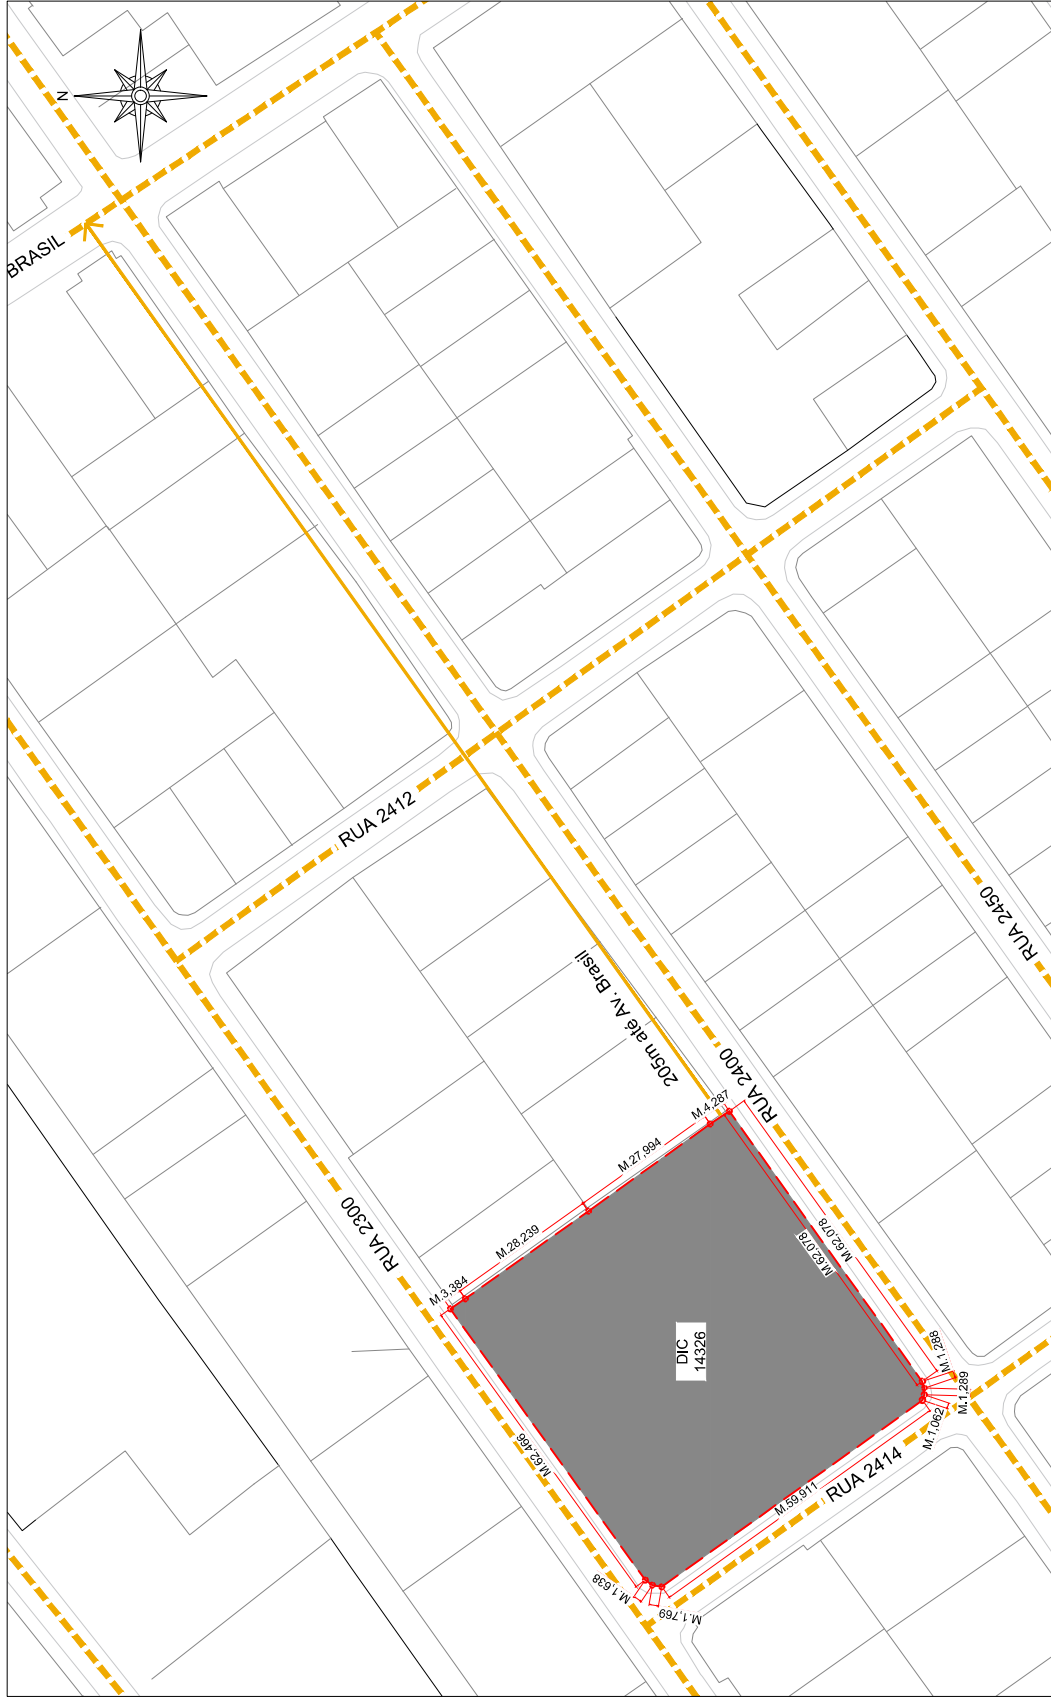 N
BRASIL
RUA 2412
205m até Av. Brasil
RUA 2450
RUA 2400
M.4,287
M.27,994
RUA 2300
M.28,239
M.3,384
M.62,078
M.62,078
DIC
14326
M.1,288
M.1,289
M.1,062
M.62,466
RUA 2414
M.59,911
M.1,638
M.1,769